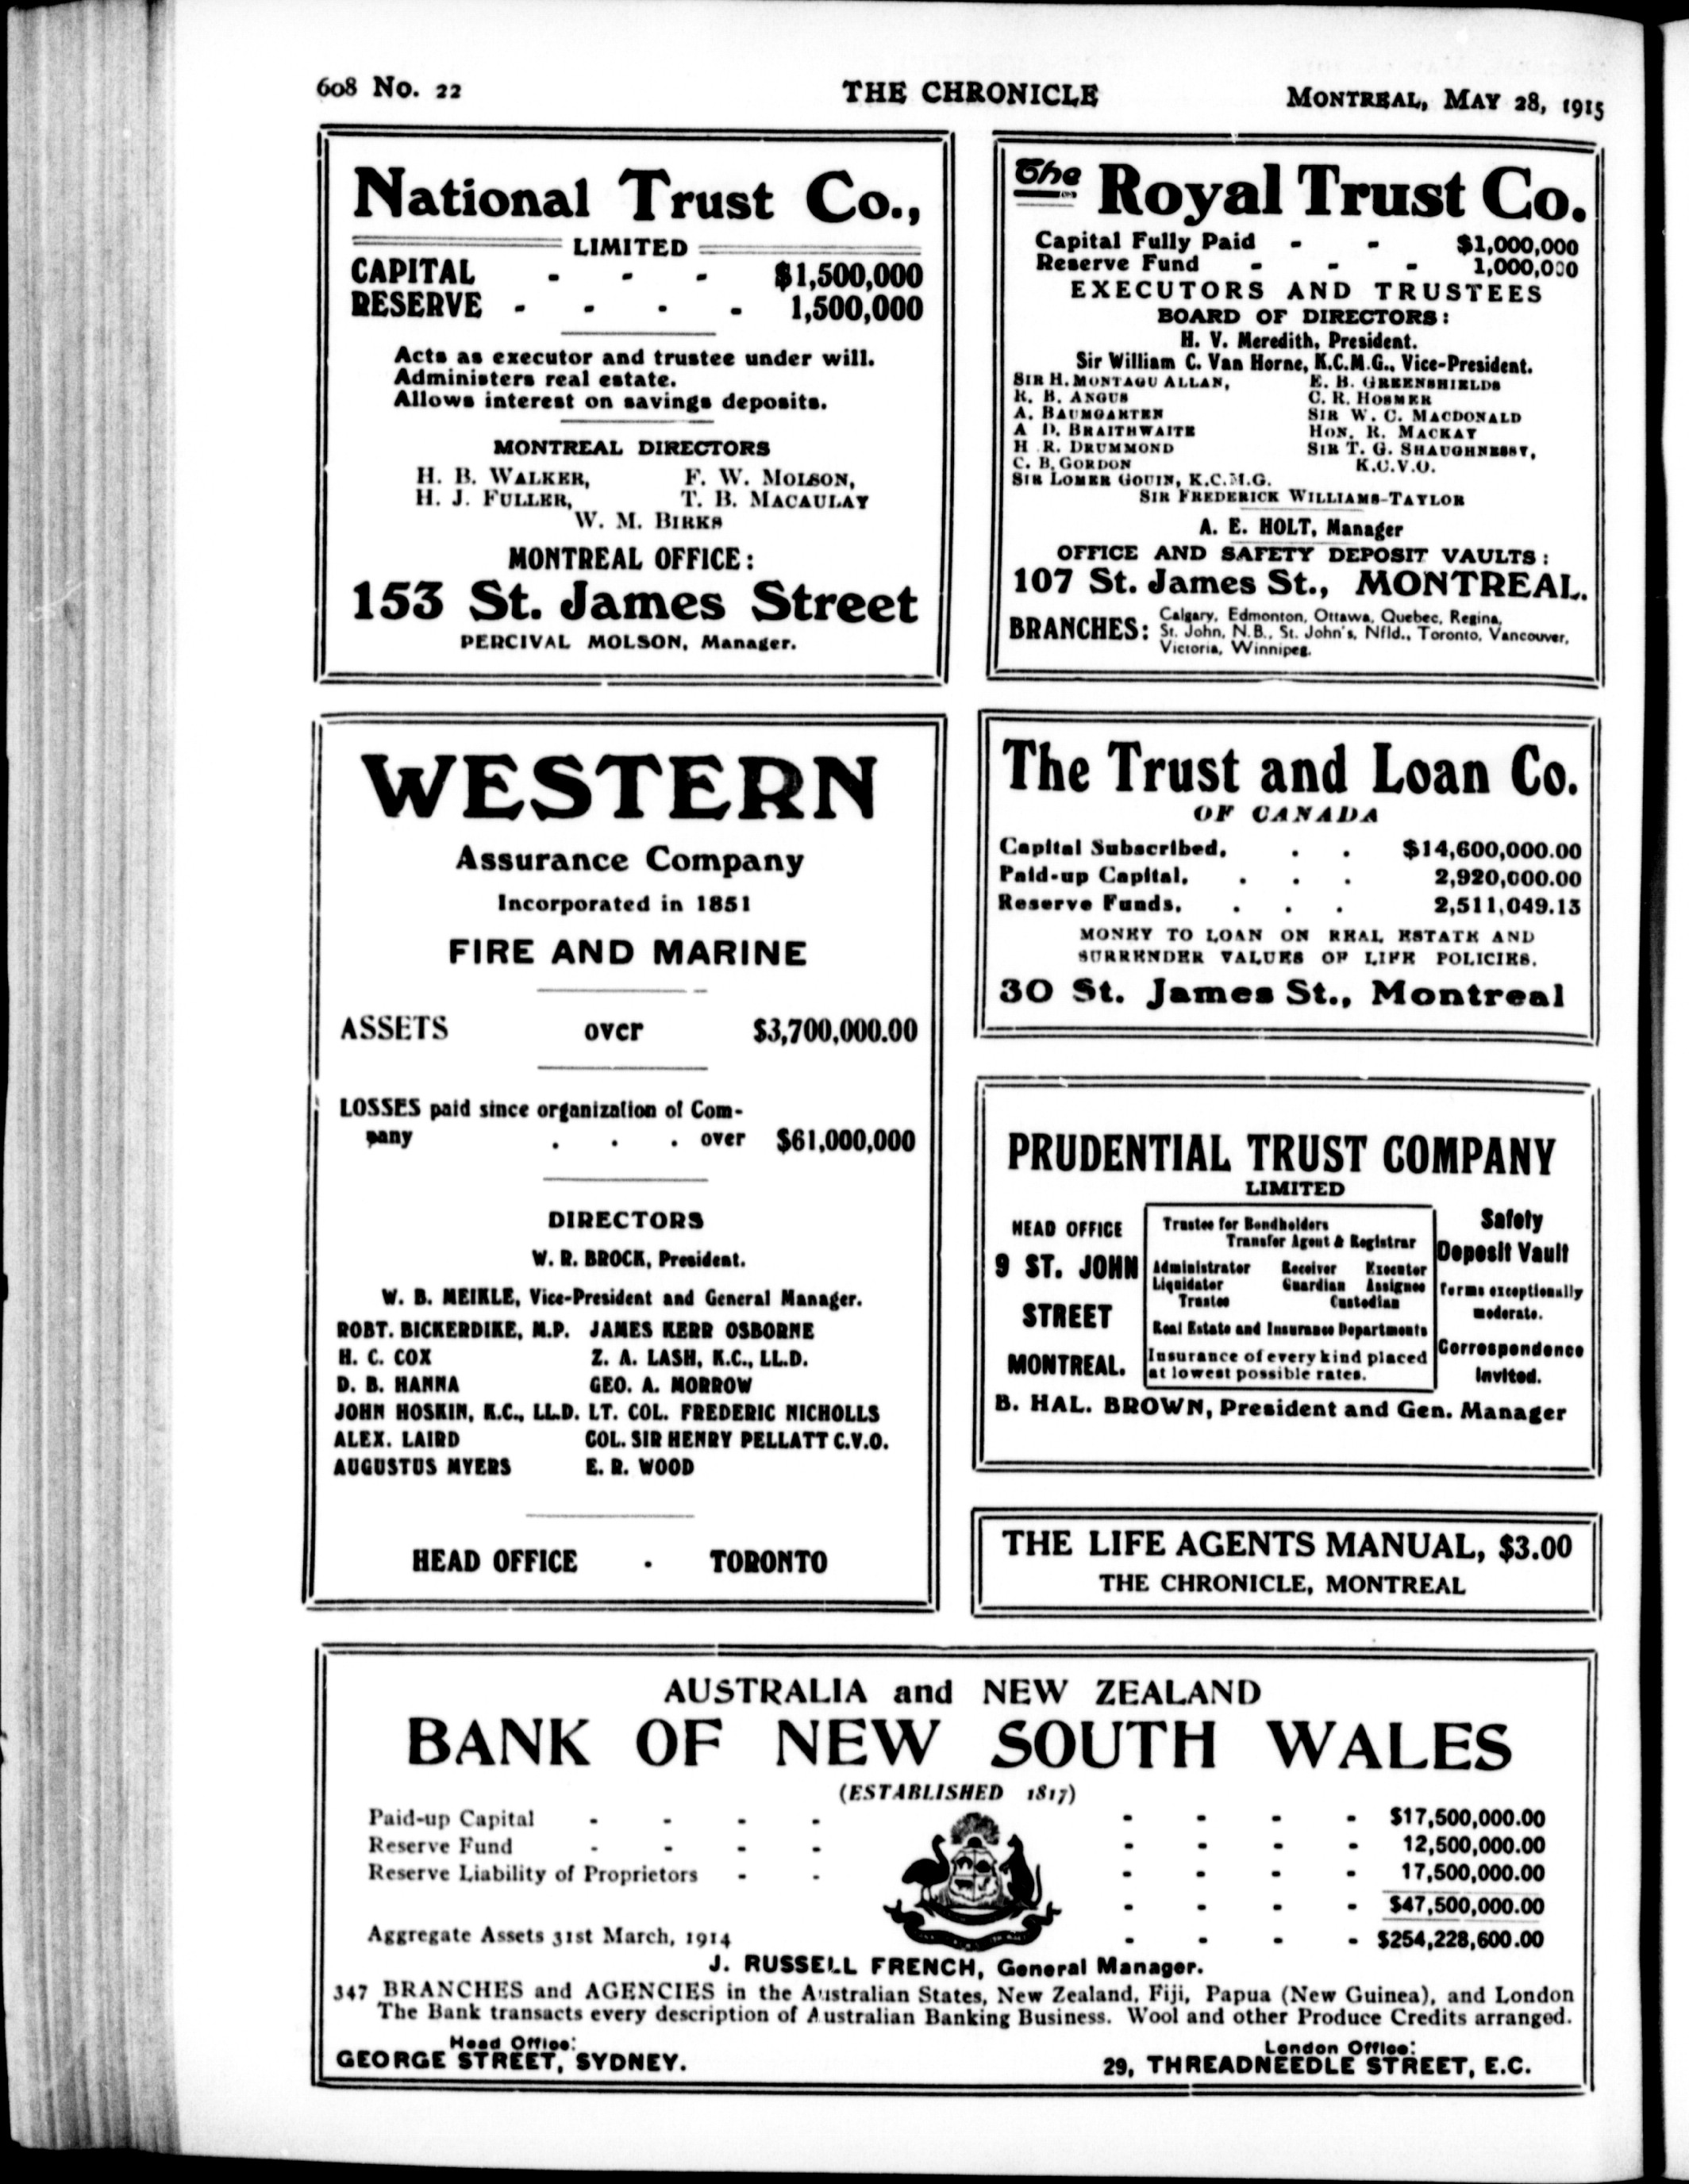 608 No. 22
THE CHRONICLE
MONTREAL, MAY 28, 1915
National Trust Co.,
LIMITED
CAPITAL - - - $1,500,000
RESERVE - - - - 1,500,000
Acts as executor and trustee under will.
Administers real estate.
Allows interest on savings deposits.
MONTREAL DIRECTORS
H. B. WALKER, F. W. MOLSON,
H. J. FULLER, T. B. MACAULAY
W. M. BIRKS
MONTREAL OFFICE:
153 St. James Street
PERCIVAL MOLSON, Manager.
The Royal Trust Co.
Capital Fully Paid - - $1,000,000
Reserve Fund - - - 1,000,000
EXECUTORS AND TRUSTEES
BOARD OF DIRECTORS:
H. V. Meredith, President.
Sir William C. Van Horne, K.C.M.G., Vice-President.
SIR H. MONTAGU ALLAN, E. B. GREENSHIELDS
R. B. ANGUS C. R. HOSMER
A. BAUMGARTEN SIR W. C. MACDONALD
A D. BRAITHWAITE HON. R. MACKAY
H R. DRUMMOND SIR T. G. SHAUGHNESSY,
C. B. GORDON K.C.V.O.
SIR LOMER GOUIN, K.C.M.G.
SIR FREDERICK WILLIAMS-TAYLOR
A. E. HOLT, Manager
OFFICE AND SAFETY DEPOSIT VAULTS:
107 St. James St., MONTREAL.
BRANCHES: Calgary, Edmonton, Ottawa, Quebec, Regina,
St. John, N.B., St. John's, Nfld., Toronto, Vancouver,
Victoria, Winnipeg.
WESTERN
Assurance Company
Incorporated in 1851
FIRE AND MARINE
ASSETS over $3,700,000.00
LOSSES paid since organization of Com-
pany . . . over $61,000,000
DIRECTORS
W. R. BROCK, President.
W. B. MEIKLE, Vice-President and General Manager.
ROBT. BICKERDIKE, M.P. JAMES KERR OSBORNE
H. C. COX Z. A. LASH, K.C., LL.D.
D. B. HANNA GEO. A. MORROW
JOHN HOSKIN, K.C., LL.D. LT. COL. FREDERIC NICHOLLS
ALEX. LAIRD COL. SIR HENRY PELLATT C.V.O.
AUGUSTUS MYERS E. R. WOOD
HEAD OFFICE . TORONTO
The Trust and Loan Co.
OF CANADA
Capital Subscribed, . . $14,600,000.00
Paid-up Capital, . . . 2,920,000.00
Reserve Funds, . . . 2,511,049.13
MONEY TO LOAN ON REAL ESTATE AND
SURRENDER VALUES OF LIFE POLICIES.
30 St. James St., Montreal
PRUDENTIAL TRUST COMPANY
LIMITED
HEAD OFFICE
9 ST. JOHN
STREET
MONTREAL.
Trustee for Bondholders
Transfer Agent & Registrar
Administrator Receiver Executor
Liquidator Guardian Assignee
Trustee Custodian
Real Estate and Insurance Departments
Insurance of every kind placed
at lowest possible rates.
Safety
Deposit Vault
Terms exceptionally
moderate.
Correspondence
Invited.
B. HAL. BROWN, President and Gen. Manager
THE LIFE AGENTS MANUAL, $3.00
THE CHRONICLE, MONTREAL
AUSTRALIA and NEW ZEALAND
BANK OF NEW SOUTH WALES
(ESTABLISHED 1817)
Paid-up Capital - - - - - - - - $17,500,000.00
Reserve Fund - - - - - - - - 12,500,000.00
Reserve Liability of Proprietors - - - - - - 17,500,000.00
- - - - $47,500,000.00
Aggregate Assets 31st March, 1914 - - - - $254,228,600.00
J. RUSSELL FRENCH, General Manager.
347 BRANCHES and AGENCIES in the Australian States, New Zealand, Fiji, Papua (New Guinea), and London
The Bank transacts every description of Australian Banking Business. Wool and other Produce Credits arranged.
Head Office: London Office:
GEORGE STREET, SYDNEY. 29, THREADNEEDLE STREET, E.C.